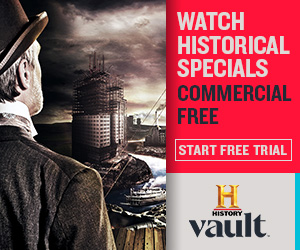 WATCH
HISTORICAL
SPECIALS
COMMERCIAL
FREE
START FREE TRIAL
H
HISTORY
vault